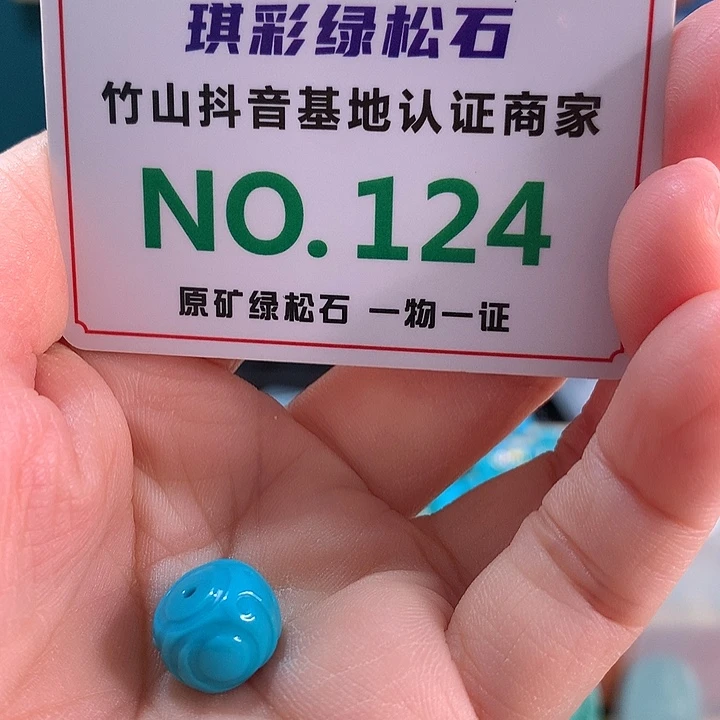 琪彩绿松石
竹山抖音基地认证商家
NO.124
原矿绿松石 一物一证